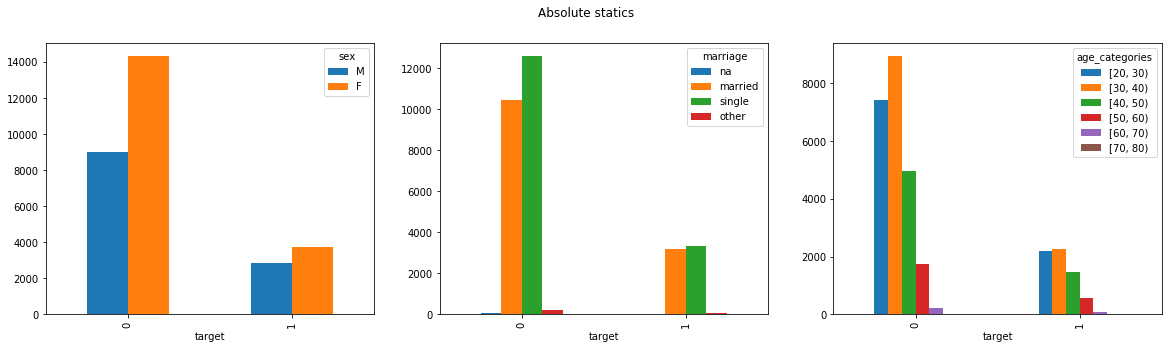 Absolute statics
14000
12000
10000
8000
6000
4000
2000
0
0
1
target
sex
M
F
12000
10000
8000
6000
4000
2000
0
0
1
target
marriage
na
married
single
other
8000
6000
4000
2000
0
0
1
target
age_categories
[20, 30)
[30, 40)
[40, 50)
[50, 60)
[60, 70)
[70, 80)